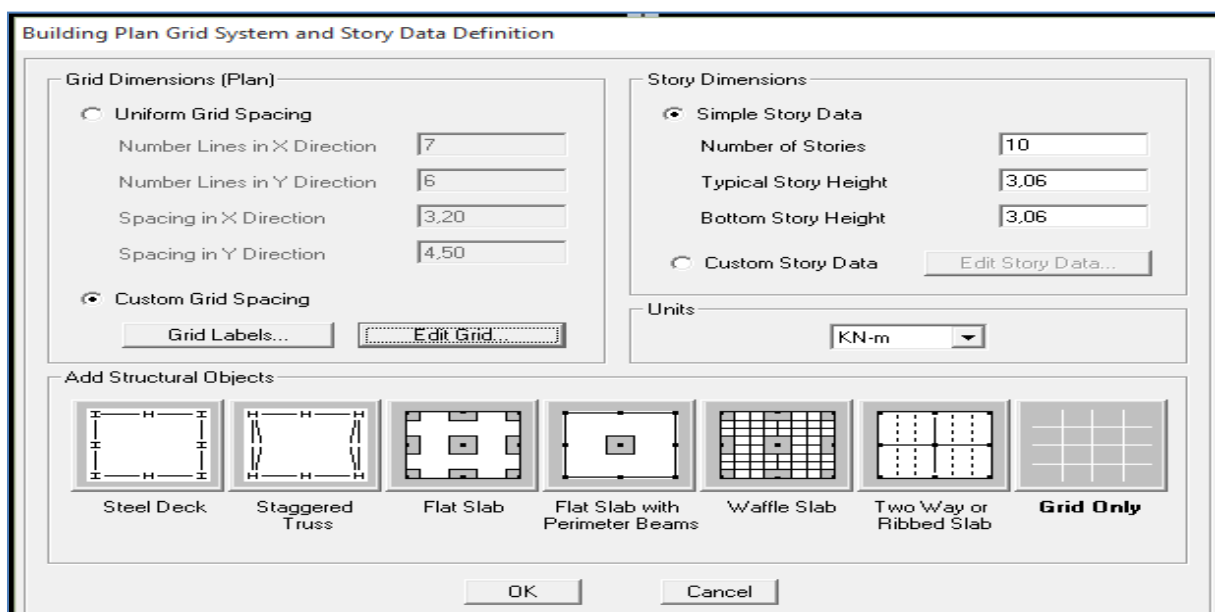 Building Plan Grid System and Story Data Definition
Grid Dimensions (Plan)
Uniform Grid Spacing
Number Lines in X Direction 7
Number Lines in Y Direction 6
Spacing in X Direction 3,20
Spacing in Y Direction 4,50
Custom Grid Spacing
Grid Labels... Edit Grid...
Story Dimensions
Simple Story Data
Number of Stories 10
Typical Story Height 3,06
Bottom Story Height 3,06
Custom Story Data Edit Story Data...
Units
KN-m
Add Structural Objects
Steel Deck
Staggered
Truss
Flat Slab
Flat Slab with
Perimeter Beams
Waffle Slab
Two Way or
Ribbed Slab
Grid Only
OK Cancel